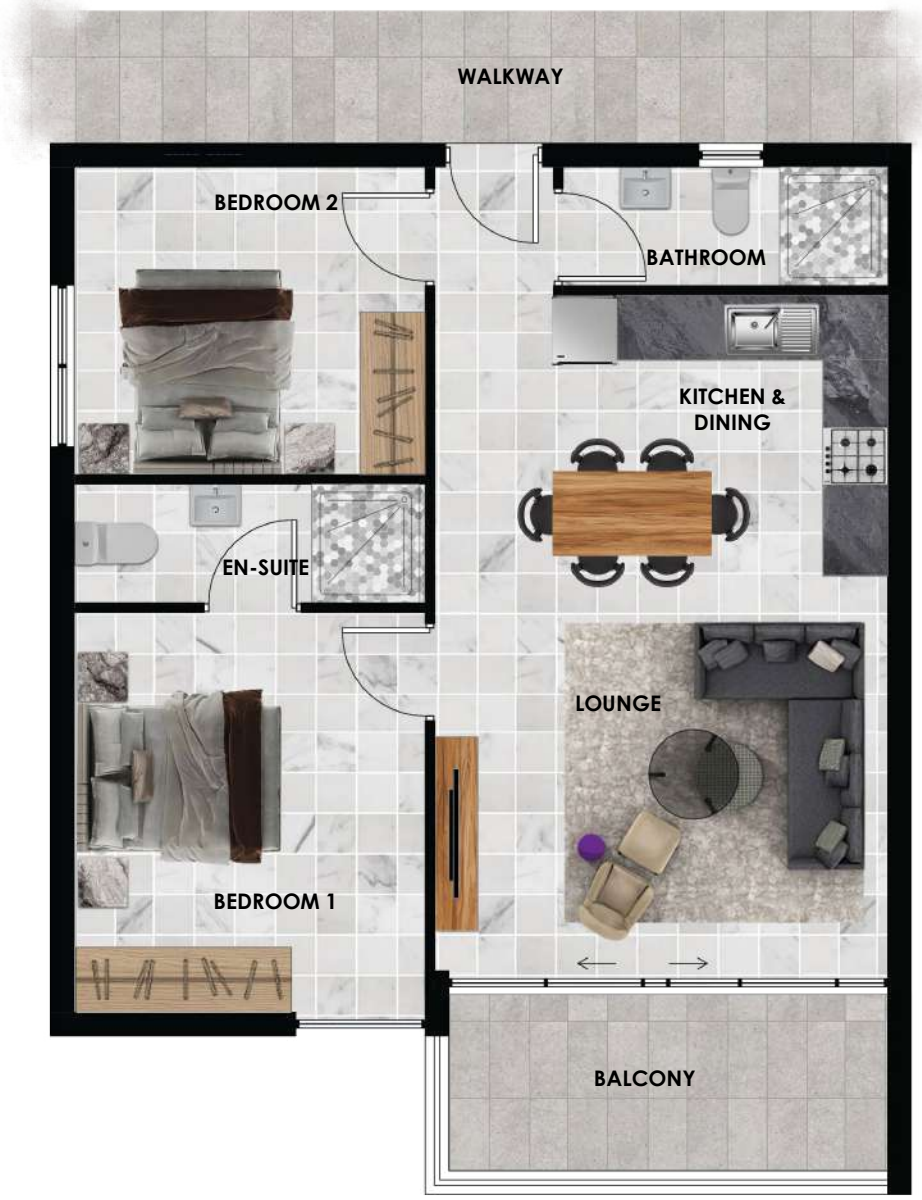 WALKWAY
BEDROOM 2
BATHROOM
KITCHEN &
DINING
EN-SUITE
LOUNGE
BEDROOM 1
BALCONY